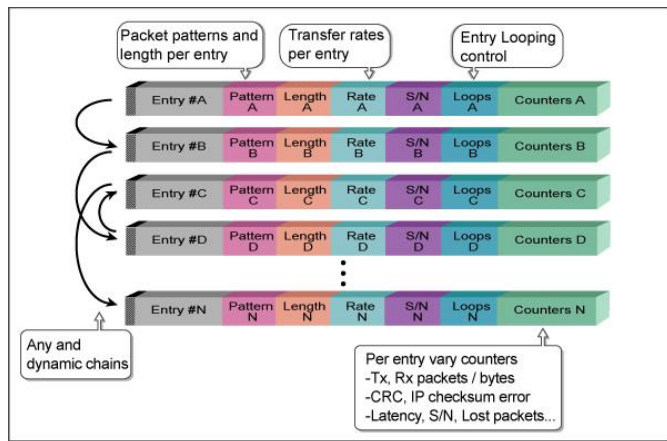 Packet patterns and
length per entry
Transfer rates
per entry
Entry Looping
control
Entry #A Pattern A Length A Rate A S/N A Loops A Counters A
Entry #B Pattern B Length B Rate B S/N B Loops B Counters B
Entry #C Pattern C Length C Rate C S/N C Loops C Counters C
Entry #D Pattern D Length D Rate D S/N D Loops D Counters D
Entry #N Pattern N Length N Rate N S/N N Loops N Counters N
Any and
dynamic chains
Per entry vary counters
-Tx, Rx packets / bytes
-CRC, IP checksum error
-Latency, S/N, Lost packets...